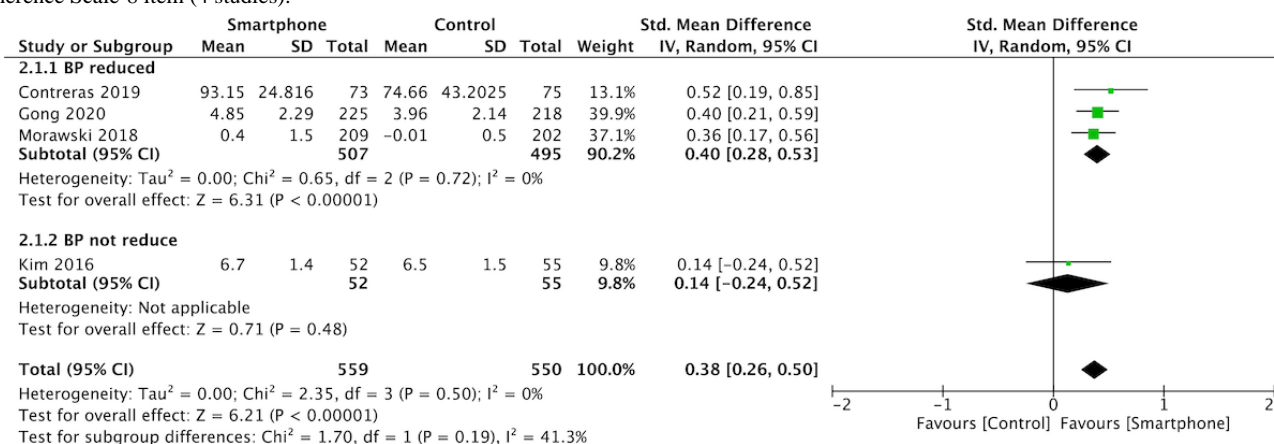 erence Scale-8 item (4 studies).
Smartphone Control Std. Mean Difference Std. Mean Difference
Study or Subgroup Mean SD Total Mean SD Total Weight IV, Random, 95% CI IV, Random, 95% CI
2.1.1 BP reduced
Contreras 2019 93.15 24.816 73 74.66 43.2025 75 13.1% 0.52 [0.19, 0.85]
Gong 2020 4.85 2.29 225 3.96 2.14 218 39.9% 0.40 [0.21, 0.59]
Morawski 2018 0.4 1.5 209 -0.01 0.5 202 37.1% 0.36 [0.17, 0.56]
Subtotal (95% CI) 507 495 90.2% 0.40 [0.28, 0.53]
Heterogeneity: Tau² = 0.00; Chi² = 0.65, df = 2 (P = 0.72); I² = 0%
Test for overall effect: Z = 6.31 (P < 0.00001)
2.1.2 BP not reduce
Kim 2016 6.7 1.4 52 6.5 1.5 55 9.8% 0.14 [-0.24, 0.52]
Subtotal (95% CI) 52 55 9.8% 0.14 [-0.24, 0.52]
Heterogeneity: Not applicable
Test for overall effect: Z = 0.71 (P = 0.48)
Total (95% CI) 559 550 100.0% 0.38 [0.26, 0.50]
Heterogeneity: Tau² = 0.00; Chi² = 2.35, df = 3 (P = 0.50); I² = 0%
Test for overall effect: Z = 6.21 (P < 0.00001)
Test for subgroup differences: Chi² = 1.70, df = 1 (P = 0.19), I² = 41.3%
-2 -1 0 1 2
Favours [Control] Favours [Smartphone]